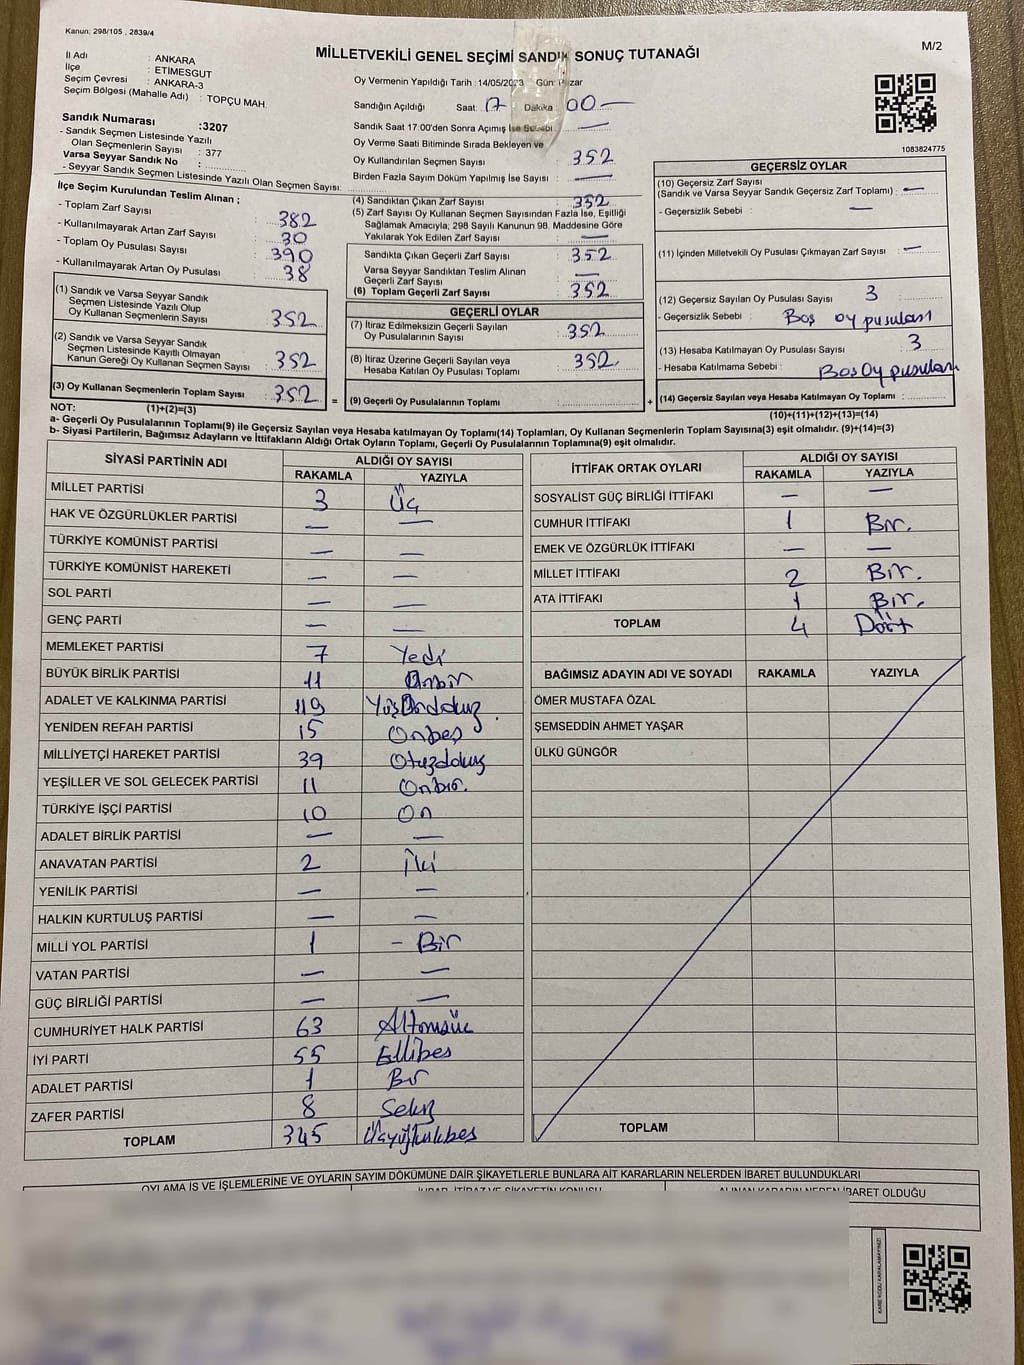 Kanun: 298/105 , 2839/4
M/2
MİLLETVEKİLİ GENEL SEÇİMİ SANDIK SONUÇ TUTANAĞI
İl Adı : ANKARA
İlçe : ETİMESGUT
Seçim Çevresi : ANKARA-3
Seçim Bölgesi (Mahalle Adı) : TOPÇU MAH.
Sandık Numarası :3207
- Sandık Seçmen Listesinde Yazılı
Olan Seçmenlerin Sayısı : 377
Varsa Seyyar Sandık No :
- Seyyar Sandık Seçmen Listesinde Yazılı Olan Seçmen Sayısı:
Oy Vermenin Yapıldığı Tarih : 14/05/2023 Gün: Pazar
Sandığın Açıldığı Saat: 17 Dakika : 00 —
Sandık Saat 17:00'den Sonra Açımış İse Sebebi : —
Oy Verme Saati Bitiminde Sırada Bekleyen ve
Oy Kullandırılan Seçmen Sayısı : 352
Birden Fazla Sayım Döküm Yapılmış İse Sayısı : —
1083824775
İlçe Seçim Kurulundan Teslim Alınan ;
- Toplam Zarf Sayısı : 382
- Kullanılmayarak Artan Zarf Sayısı : 30
- Toplam Oy Pusulası Sayısı : 390
- Kullanılmayarak Artan Oy Pusulası : 38
(1) Sandık ve Varsa Seyyar Sandık
Seçmen Listesinde Yazılı Olup
Oy Kullanan Seçmenlerin Sayısı : 352
(2) Sandık ve Varsa Seyyar Sandık
Seçmen Listesinde Kayıtlı Olmayan
Kanun Gereği Oy Kullanan Seçmen Sayısı : 352
(3) Oy Kullanan Seçmenlerin Toplam Sayısı : 352
(1)+(2)=(3)
(4) Sandıktan Çıkan Zarf Sayısı : 352
(5) Zarf Sayısı Oy Kullanan Seçmen Sayısından Fazla İse, Eşitliği
Sağlamak Amacıyla; 298 Sayılı Kanunun 98. Maddesine Göre
Yakılarak Yok Edilen Zarf Sayısı : —
Sandıkta Çıkan Geçerli Zarf Sayısı : 352
Varsa Seyyar Sandıktan Teslim Alınan
Geçerli Zarf Sayısı : —
(6) Toplam Geçerli Zarf Sayısı : 352
GEÇERLİ OYLAR
(7) İtiraz Edilmeksizin Geçerli Sayılan
Oy Pusulalarının Sayısı : 352
(8) İtiraz Üzerine Geçerli Sayılan veya
Hesaba Katılan Oy Pusulaları Toplamı : 352
= (9) Geçerli Oy Pusulalarının Toplamı :
GEÇERSİZ OYLAR
(10) Geçersiz Zarf Sayısı
(Sandık ve Varsa Seyyar Sandık Geçersiz Zarf Toplamı) : —
- Geçersizlik Sebebi : —
(11) İçinden Milletvekili Oy Pusulası Çıkmayan Zarf Sayısı : —
(12) Geçersiz Sayılan Oy Pusulası Sayısı : 3
- Geçersizlik Sebebi : Boş oy pusulası
(13) Hesaba Katılmayan Oy Pusulası Sayısı : 3
- Hesaba Katılmama Sebebi : Boş Oy pusulası
+ (14) Geçersiz Sayılan veya Hesaba Katılmayan Oy Toplamı :
(10)+(11)+(12)+(13)=(14)
NOT:
a- Geçerli Oy Pusulalarının Toplamı(9) ile Geçersiz Sayılan veya Hesaba katılmayan Oy Toplamı(14) Toplamları, Oy Kullanan Seçmenlerin Toplam Sayısına(3) eşit olmalıdır. (9)+(14)=(3)
b- Siyasi Partilerin, Bağımsız Adayların ve İttifakların Aldığı Ortak Oyların Toplamı, Geçerli Oy Pusulalarının Toplamına(9) eşit olmalıdır.
SİYASİ PARTİNİN ADI ALDIĞI OY SAYISI
RAKAMLA YAZIYLA
MİLLET PARTİSİ 3 Üç
HAK VE ÖZGÜRLÜKLER PARTİSİ — —
TÜRKİYE KOMÜNİST PARTİSİ — —
TÜRKİYE KOMÜNİST HAREKETİ — —
SOL PARTİ — —
GENÇ PARTİ — —
MEMLEKET PARTİSİ 7 Yedi
BÜYÜK BİRLİK PARTİSİ 11 Onbir
ADALET VE KALKINMA PARTİSİ 119 YüzOndokuz
YENİDEN REFAH PARTİSİ 15 Onbeş
MİLLİYETÇİ HAREKET PARTİSİ 39 Otuzdokuz
YEŞİLLER VE SOL GELECEK PARTİSİ 11 Onbir.
TÜRKİYE İŞÇİ PARTİSİ 10 On
ADALET BİRLİK PARTİSİ — —
ANAVATAN PARTİSİ 2 İki
YENİLİK PARTİSİ — —
HALKIN KURTULUŞ PARTİSİ — —
MİLLİ YOL PARTİSİ 1 - Bir
VATAN PARTİSİ — —
GÜÇ BİRLİĞİ PARTİSİ — —
CUMHURİYET HALK PARTİSİ 63 Altmışüç
İYİ PARTİ 55 Ellibeş
ADALET PARTİSİ 1 Bir
ZAFER PARTİSİ 8 Sekiz
TOPLAM 345 Üçyüzkırkbeş
İTTİFAK ORTAK OYLARI ALDIĞI OY SAYISI
RAKAMLA YAZIYLA
SOSYALİST GÜÇ BİRLİĞİ İTTİFAKI — —
CUMHUR İTTİFAKI 1 Bir.
EMEK VE ÖZGÜRLÜK İTTİFAKI — —
MİLLET İTTİFAKI 2 Bir.
ATA İTTİFAKI 1 Bir.
TOPLAM 4 Dört
BAĞIMSIZ ADAYIN ADI VE SOYADI RAKAMLA YAZIYLA
ÖMER MUSTAFA ÖZAL
ŞEMSEDDİN AHMET YAŞAR
ÜLKÜ GÜNGÖR
TOPLAM
OYLAMA İŞ VE İŞLEMLERİNE VE OYLARIN SAYIM DÖKÜMÜNE DAİR ŞİKAYETLERLE BUNLARA AİT KARARLARIN NELERDEN İBARET BULUNDUKLARI
İHBAR, İTİRAZ VE ŞİKAYETİN KONUSU ALINAN KARARIN NEDEN İBARET OLDUĞU
KARE KODU KARALAMAYINIZ!